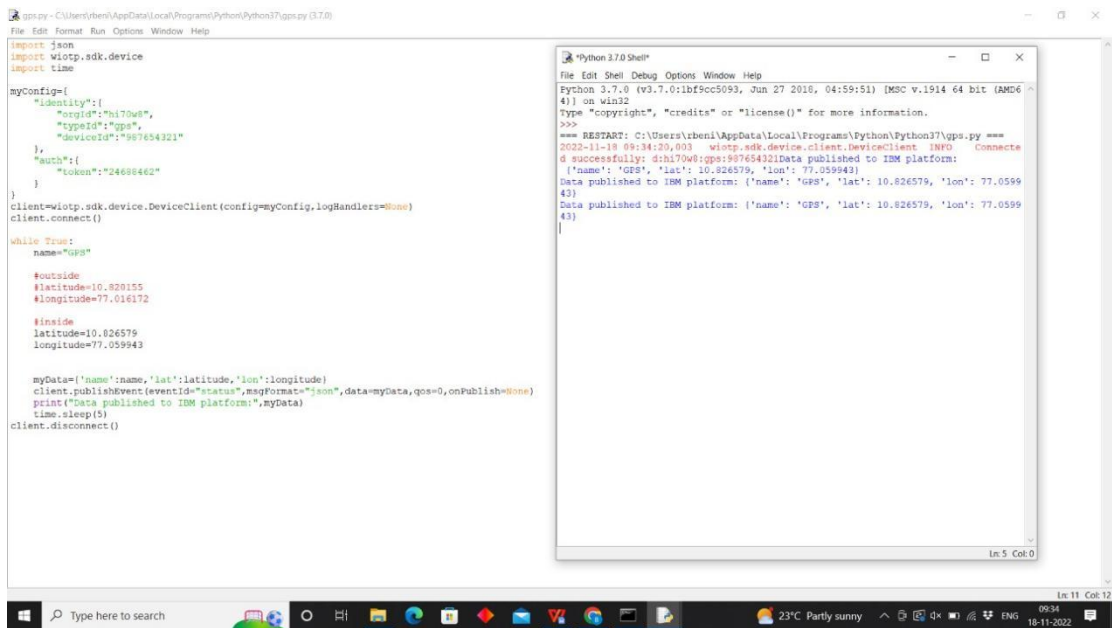 gps.py - C:\Users\rbeni\AppData\Local\Programs\Python\Python37\gps.py (3.7.0)
File Edit Format Run Options Window Help
import json
import wiotp.sdk.device
import time
myConfig={
"identity":{
"orgId":"hi70w8",
"typeId":"gps",
"deviceId":"987654321"
},
"auth":{
"token":"24688462"
}
}
client=wiotp.sdk.device.DeviceClient(config=myConfig,logHandlers=None)
client.connect()
while True:
name="GPS"
#outside
#latitude=10.820155
#longitude=77.016172
#inside
latitude=10.826579
longitude=77.059943
myData={'name':name,'lat':latitude,'lon':longitude}
client.publishEvent(eventId="status",msgFormat="json",data=myData,qos=0,onPublish=None)
print("Data published to IBM platform:",myData)
time.sleep(5)
client.disconnect()
*Python 3.7.0 Shell*
File Edit Shell Debug Options Window Help
Python 3.7.0 (v3.7.0:1bf9cc5093, Jun 27 2018, 04:59:51) [MSC v.1914 64 bit (AMD6
4)] on win32
Type "copyright", "credits" or "license()" for more information.
>>>
=== RESTART: C:\Users\rbeni\AppData\Local\Programs\Python\Python37\gps.py ===
2022-11-18 09:34:20,003 wiotp.sdk.device.client.DeviceClient INFO Connecte
d successfully: d:hi70w8:gps:987654321Data published to IBM platform:
{'name': 'GPS', 'lat': 10.826579, 'lon': 77.059943}
Data published to IBM platform: {'name': 'GPS', 'lat': 10.826579, 'lon': 77.0599
43}
Data published to IBM platform: {'name': 'GPS', 'lat': 10.826579, 'lon': 77.0599
43}
Ln: 5 Col: 0
Ln: 11 Col: 12
Type here to search
23°C Partly sunny
ENG
09:34
18-11-2022